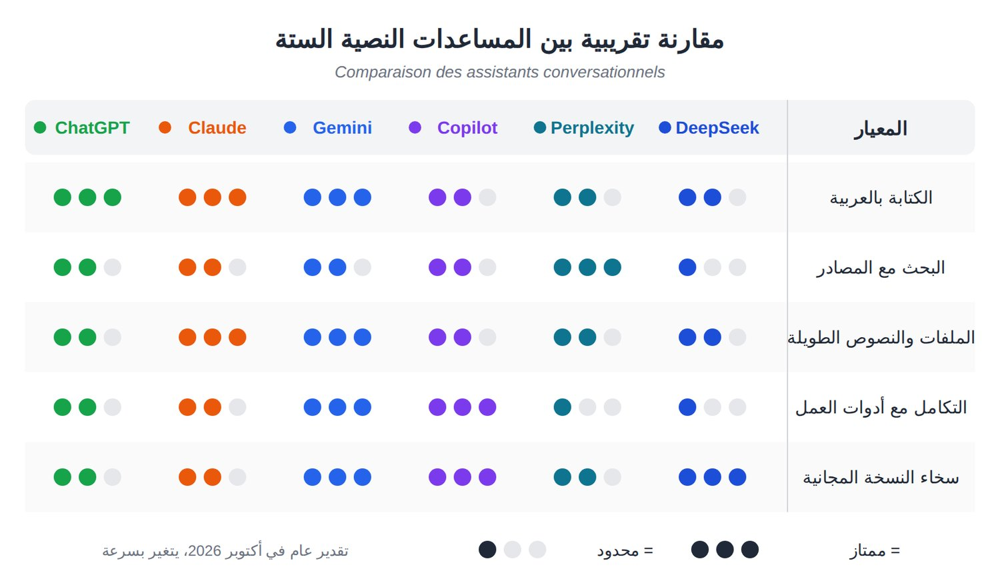 مقارنة تقريبية بين المساعدات النصية الستة
Comparaison des assistants conversationnels
المعيار DeepSeek Perplexity Copilot Gemini Claude ChatGPT
الكتابة بالعربية
البحث مع المصادر
الملفات والنصوص الطويلة
التكامل مع أدوات العمل
سخاء النسخة المجانية
= ممتاز = محدود تقدير عام في أكتوبر 2026، يتغير بسرعة